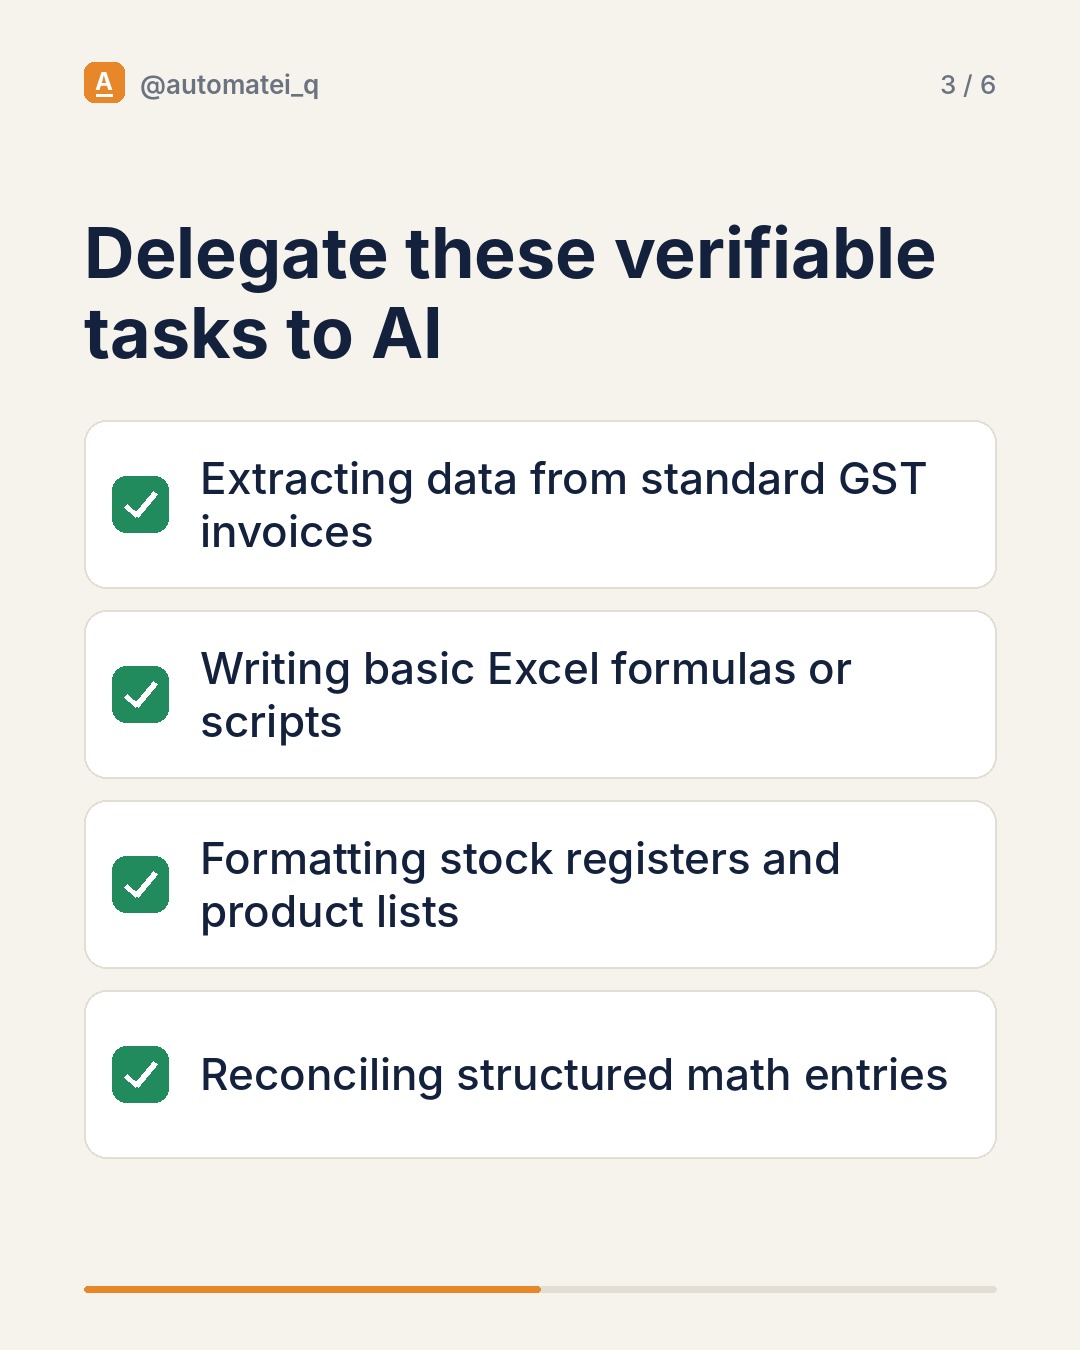 A
@automatei_q
3 / 6
Delegate these verifiable
tasks to AI
Extracting data from standard GST
invoices
Writing basic Excel formulas or
scripts
Formatting stock registers and
product lists
Reconciling structured math entries